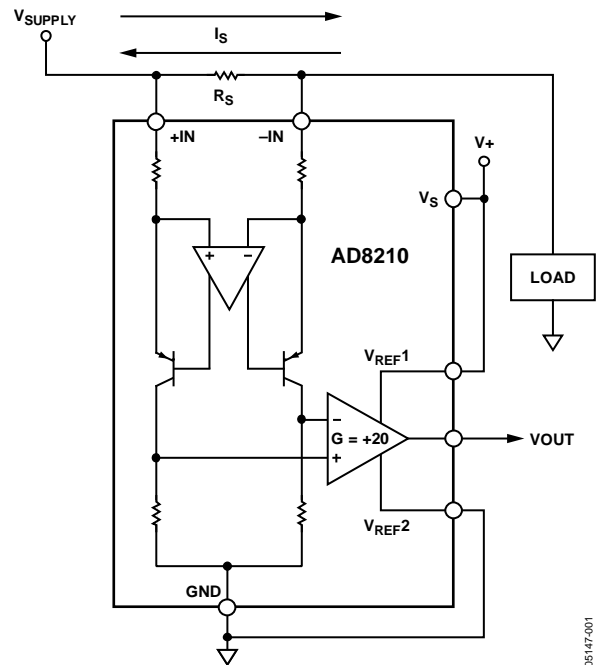 VSUPPLY
IS
RS
+IN
–IN
V+
VS
AD8210
LOAD
+
–
VREF1
–
G = +20
+
VOUT
VREF2
GND
05147-001